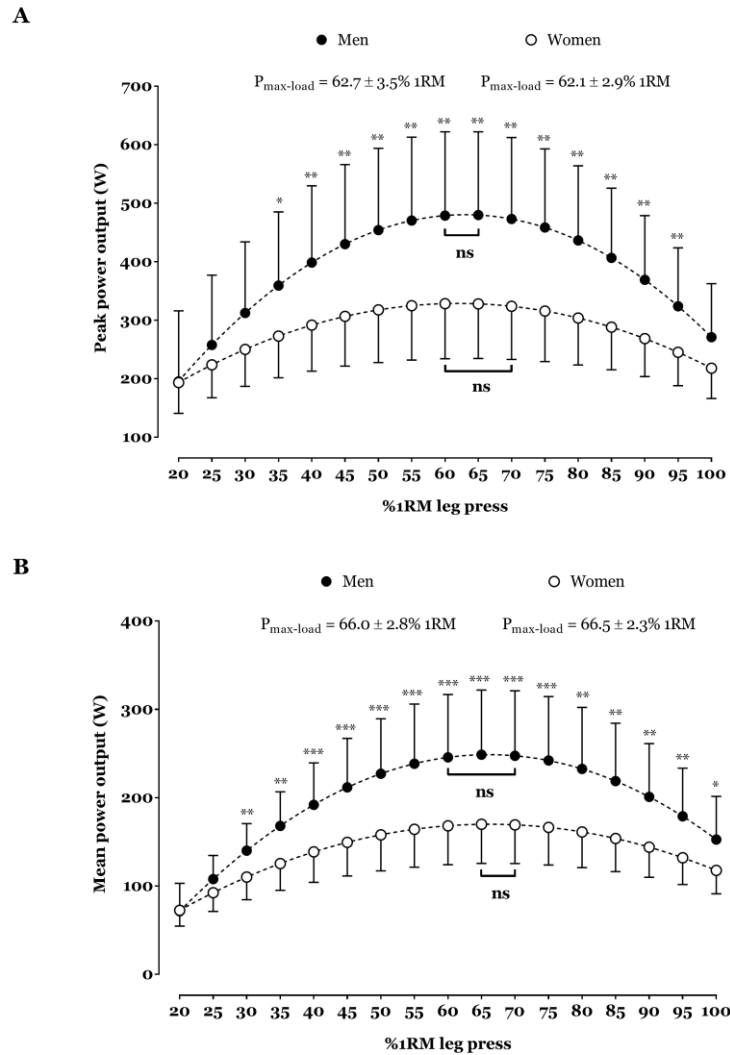 A
Men Women
Pmax-load = 62.7 ± 3.5% 1RM Pmax-load = 62.1 ± 2.9% 1RM
700
600
500
400
300
200
100
Peak power output (W)
* ** ** ** ** ** ** ** ** ** ** ** **
ns
ns
20 25 30 35 40 45 50 55 60 65 70 75 80 85 90 95 100
%1RM leg press
B
Men Women
Pmax-load = 66.0 ± 2.8% 1RM Pmax-load = 66.5 ± 2.3% 1RM
400
300
200
100
0
Mean power output (W)
** ** *** *** *** *** *** *** *** *** ** ** ** ** *
ns
ns
20 25 30 35 40 45 50 55 60 65 70 75 80 85 90 95 100
%1RM leg press